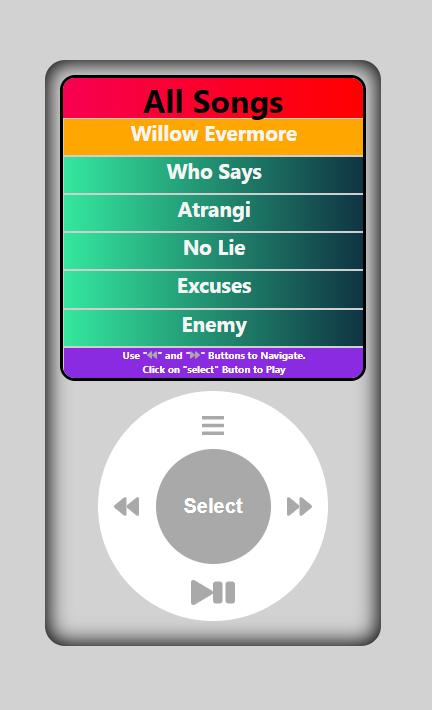 All Songs
Willow Evermore
Who Says
Atrangi
No Lie
Excuses
Enemy
Use "⏪" and "⏩" Buttons to Navigate.
Click on "select" Buton to Play
Select